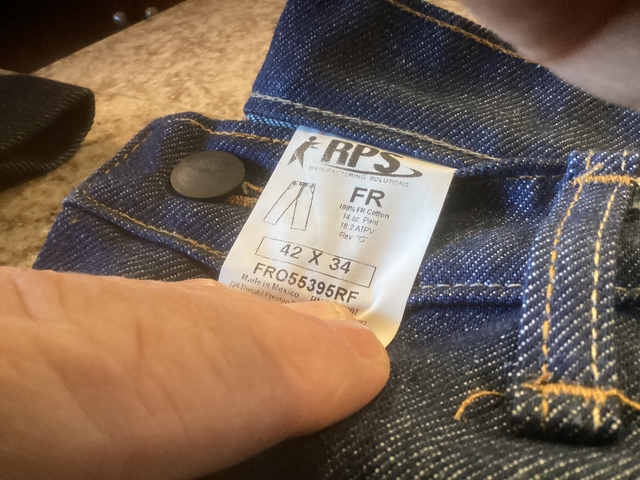 RPS
MANUFACTURING SOLUTIONS
FR
100% FR Cotton
14 oz. Pant
18.2 ATPV
Rev "G"
42 X 34
FRO55395RF
Made in Mexico